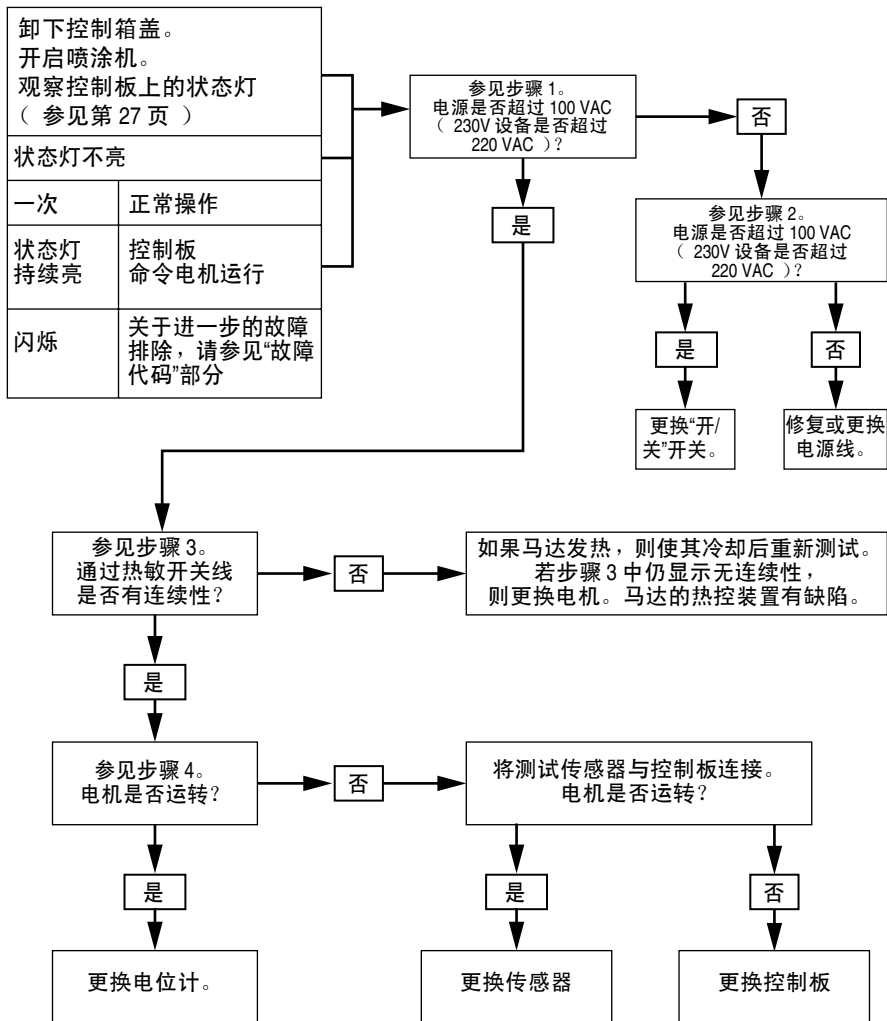 卸下控制箱盖。
开启喷涂机。
观察控制板上的状态灯
（ 参见第 27 页 ）
状态灯不亮
一次
正常操作
状态灯
持续亮
控制板
命令电机运行
闪烁
关于进一步的故障
排除，请参见“故障
代码”部分
参见步骤 1。
电源是否超过 100 VAC
（ 230V 设备是否超过
220 VAC ）？
否
是
参见步骤 2。
电源是否超过 100 VAC
（ 230V 设备是否超过
220 VAC ）？
是
否
更换“开/
关”开关。
修复或更换
电源线。
参见步骤 3。
通过热敏开关线
是否有连续性？
否
如果马达发热，则使其冷却后重新测试。
若步骤 3 中仍显示无连续性，
则更换电机。马达的热控装置有缺陷。
是
参见步骤 4。
电机是否运转？
否
将测试传感器与控制板连接。
电机是否运转？
是
是
否
更换电位计。
更换传感器
更换控制板